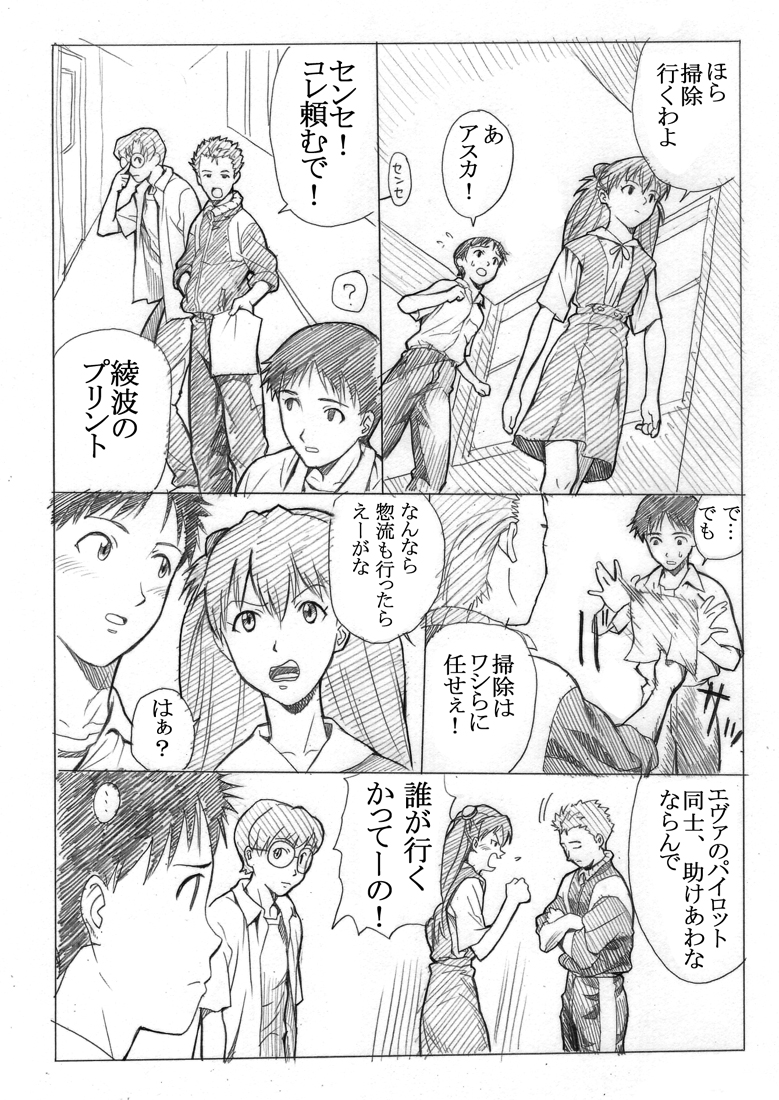 ほら
掃除
行くわよ
あ
アスカ!
センセ
センセ!
コレ頼むで!
?
綾波の
プリント
で…
でも
掃除は
ワシらに
任せぇ!
なんなら
惣流も行ったら
えーがな
はぁ?
エヴァのパイロット
同士、助けあわな
ならんで
誰が行く
かってーの!
…